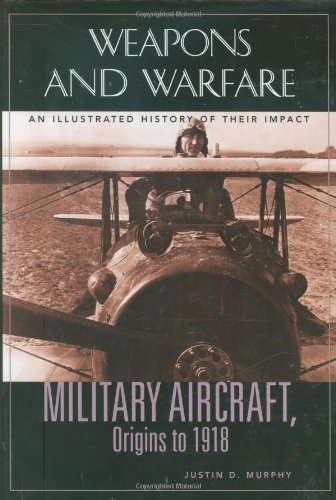 WEAPONS
AND WARFARE
AN ILLUSTRATED HISTORY OF THEIR IMPACT
MILITARY AIRCRAFT,
Origins to 1918
JUSTIN D. MURPHY